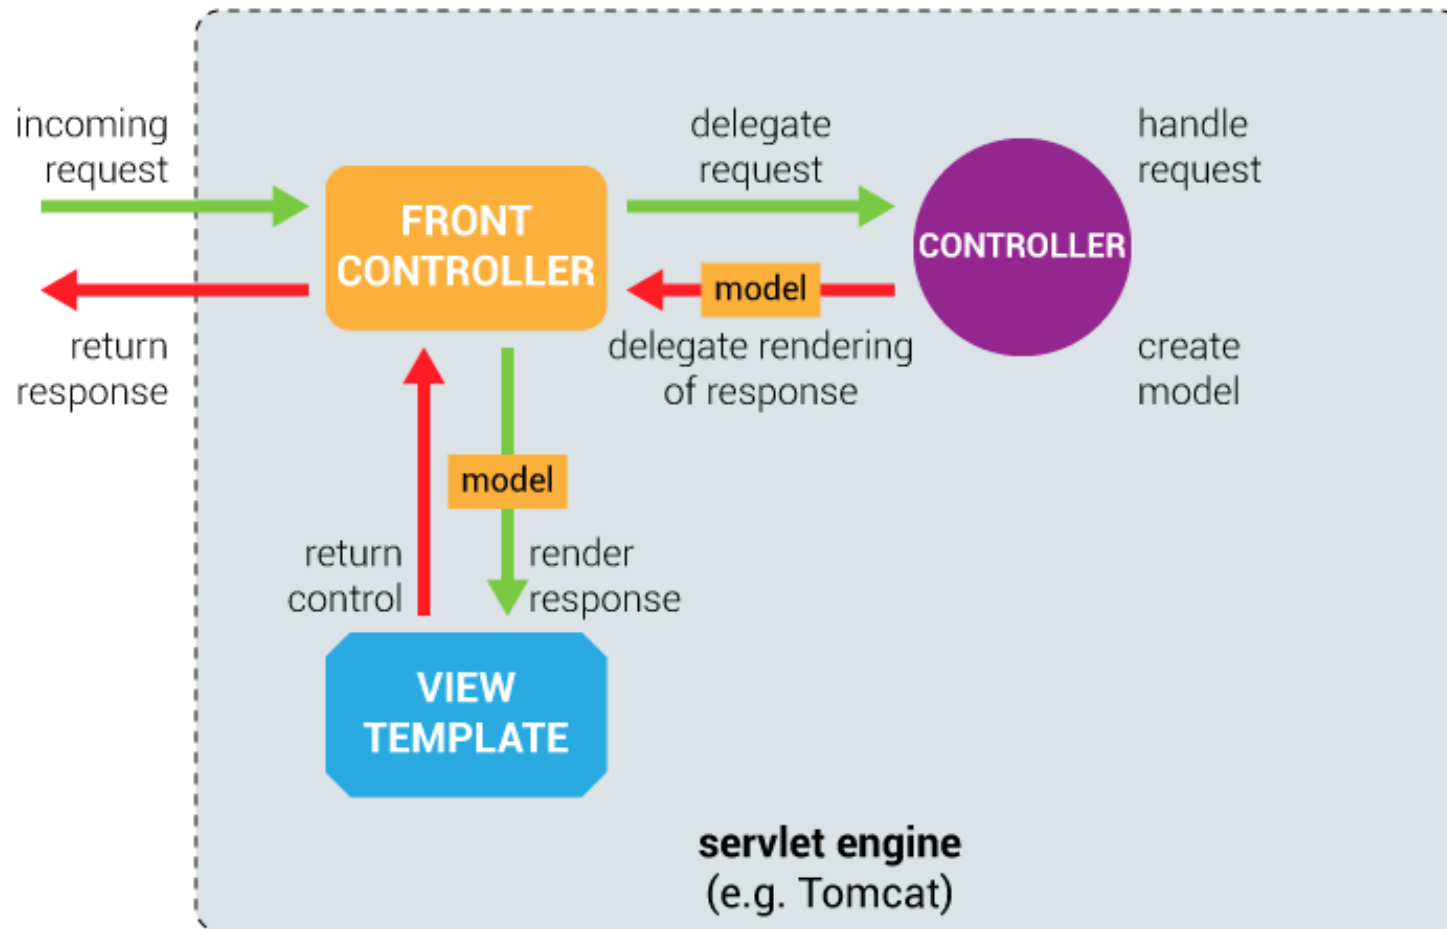 incoming
request
delegate
request
handle
request
FRONT
CONTROLLER
CONTROLLER
model
return
response
delegate rendering
of response
create
model
model
return
control
render
response
VIEW
TEMPLATE
servlet engine
(e.g. Tomcat)